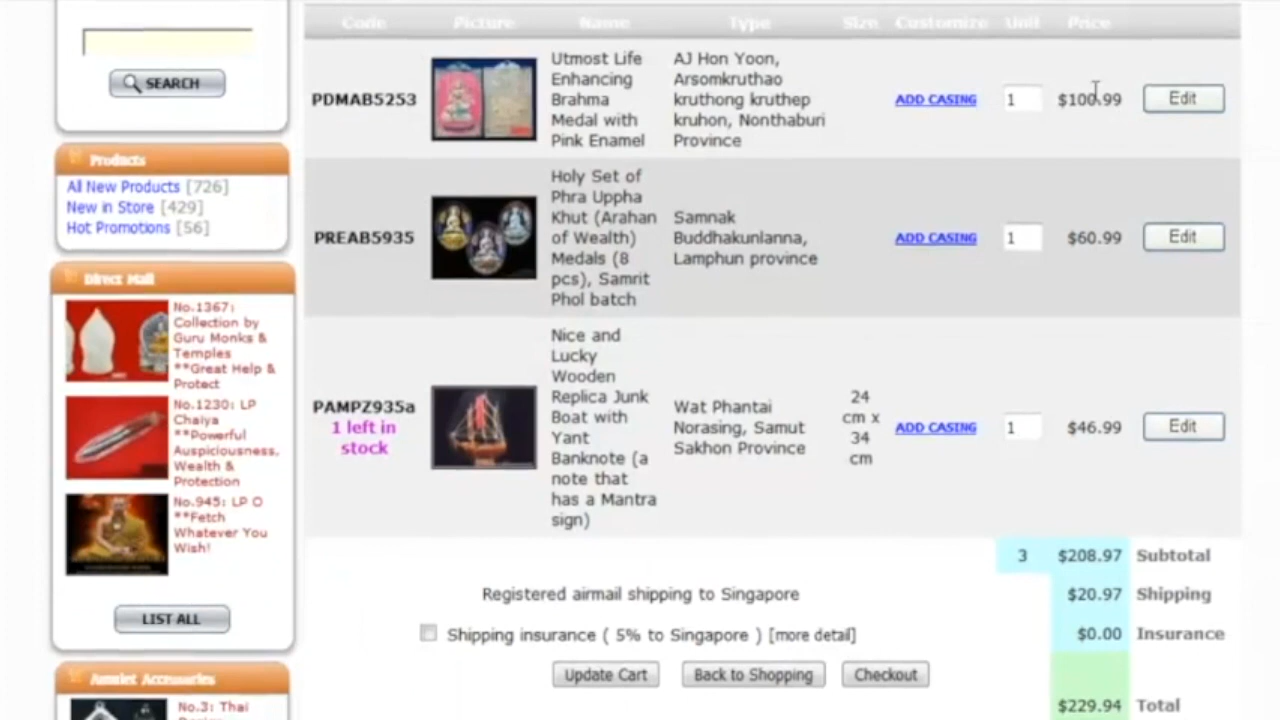 Code Picture Name Type Size Customize Unit Price
SEARCH
PDMAB5253
Utmost Life
Enhancing
Brahma
Medal with
Pink Enamel
AJ Hon Yoon,
Arsomkruthao
kruthong kruthep
kruhon, Nonthaburi
Province
ADD CASING
1
$100.99
Edit
Products
All New Products [726]
New in Store [429]
Hot Promotions [56]
PREAB5935
Holy Set of
Phra Uppha
Khut (Arahan
of Wealth)
Medals (8
pcs), Samrit
Phol batch
Samnak
Buddhakunlanna,
Lamphun province
ADD CASING
1
$60.99
Edit
Direct Mail
No.1367:
Collection by
Guru Monks &
Temples
**Great Help &
Protect
No.1230: LP
Chaiya
**Powerful
Auspiciousness,
Wealth &
Protection
No.945: LP O
**Fetch
Whatever You
Wish!
LIST ALL
PAMPZ935a
1 left in
stock
Nice and
Lucky
Wooden
Replica Junk
Boat with
Yant
Banknote (a
note that
has a Mantra
sign)
Wat Phantai
Norasing, Samut
Sakhon Province
24
cm x
34
cm
ADD CASING
1
$46.99
Edit
3 $208.97 Subtotal
Registered airmail shipping to Singapore $20.97 Shipping
Shipping insurance ( 5% to Singapore ) [more detail] $0.00 Insurance
Update Cart Back to Shopping Checkout
$229.94 Total
Amulet Accessories
No.3: Thai